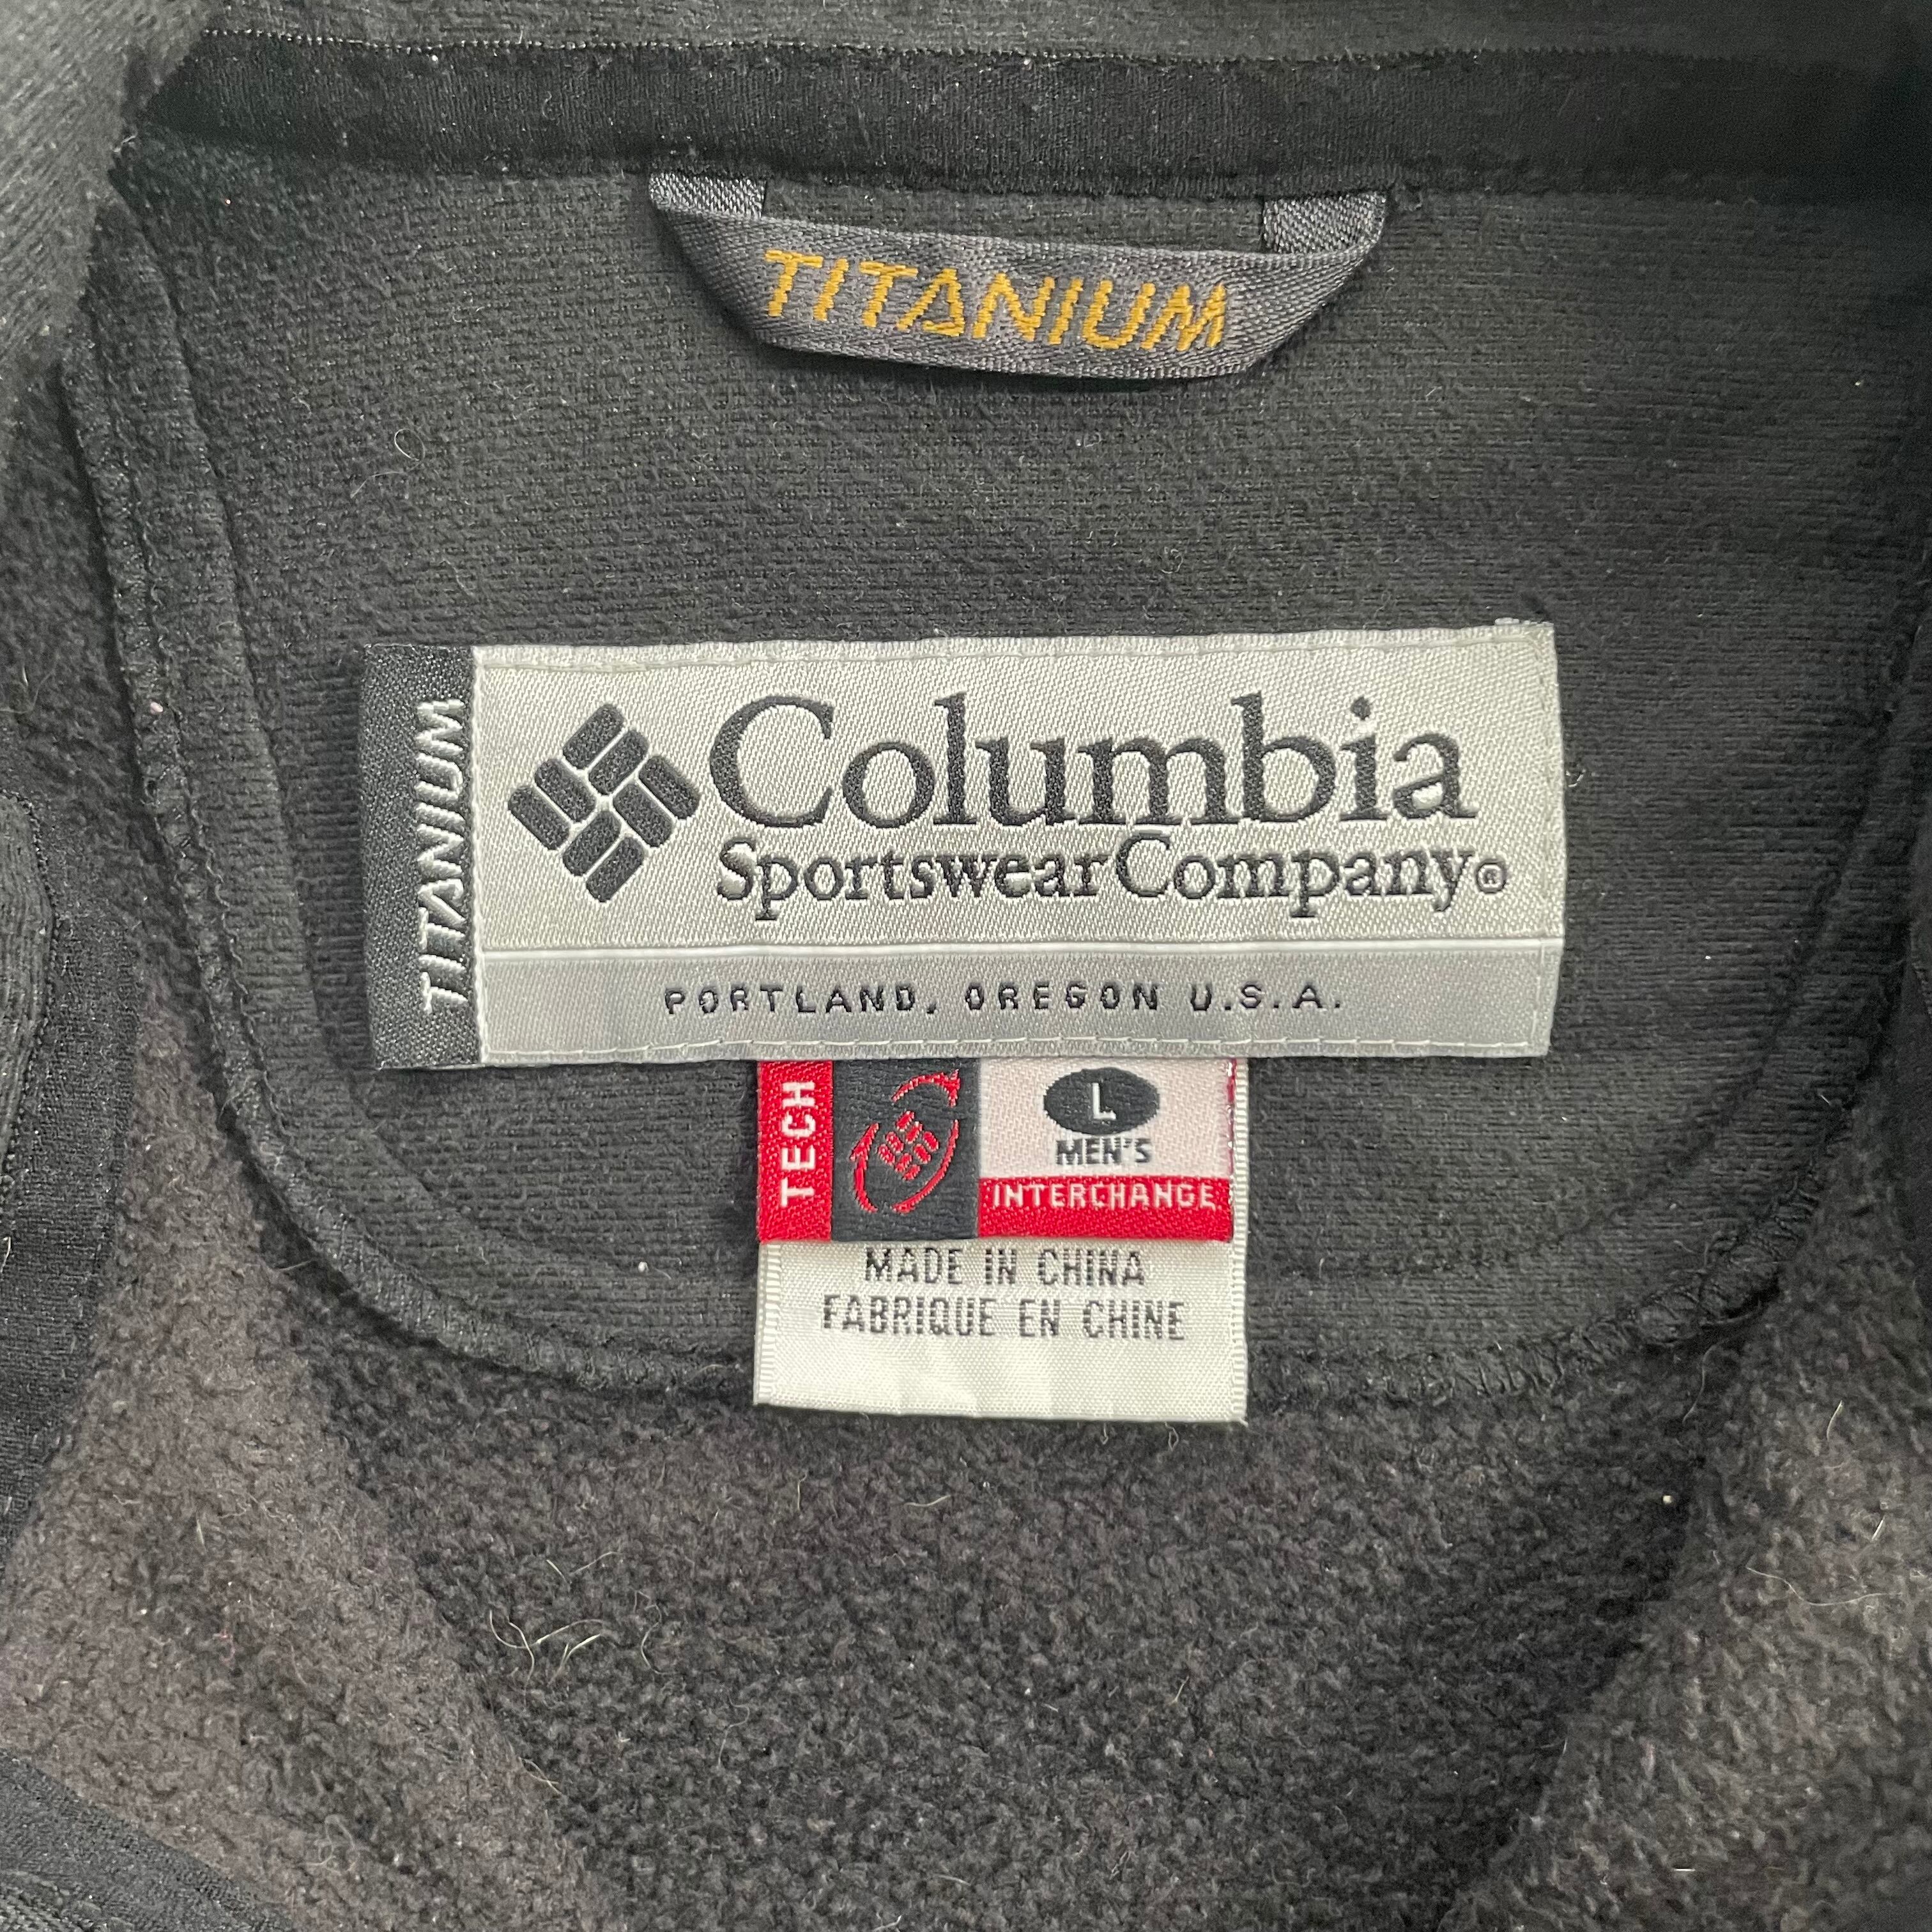 TITANIUM
TITANIUM
Columbia
Sportswear Company®
PORTLAND, OREGON U.S.A.
TECH
L
MEN'S
INTERCHANGE
MADE IN CHINA
FABRIQUE EN CHINE